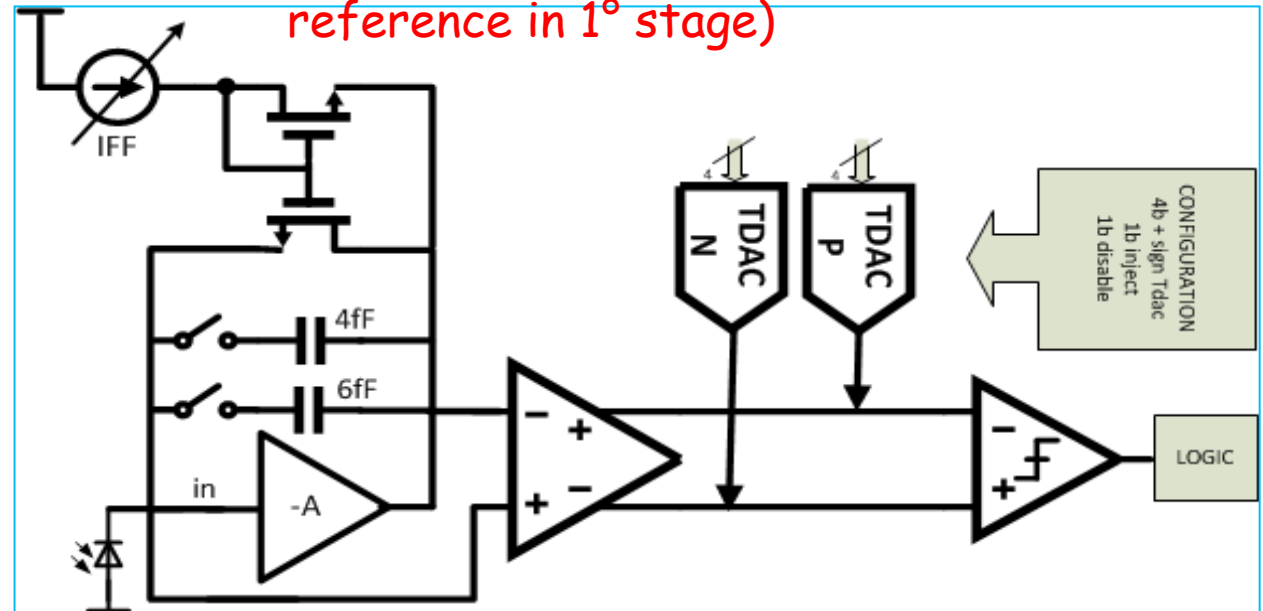 reference in 1° stage)
IFF
4
4
TDAC
N
TDAC
P
CONFIGURATION
4b + sign Tdac
1b inject
1b disable
4fF
6fF
in
-A
−
+
+
−
−
+
LOGIC